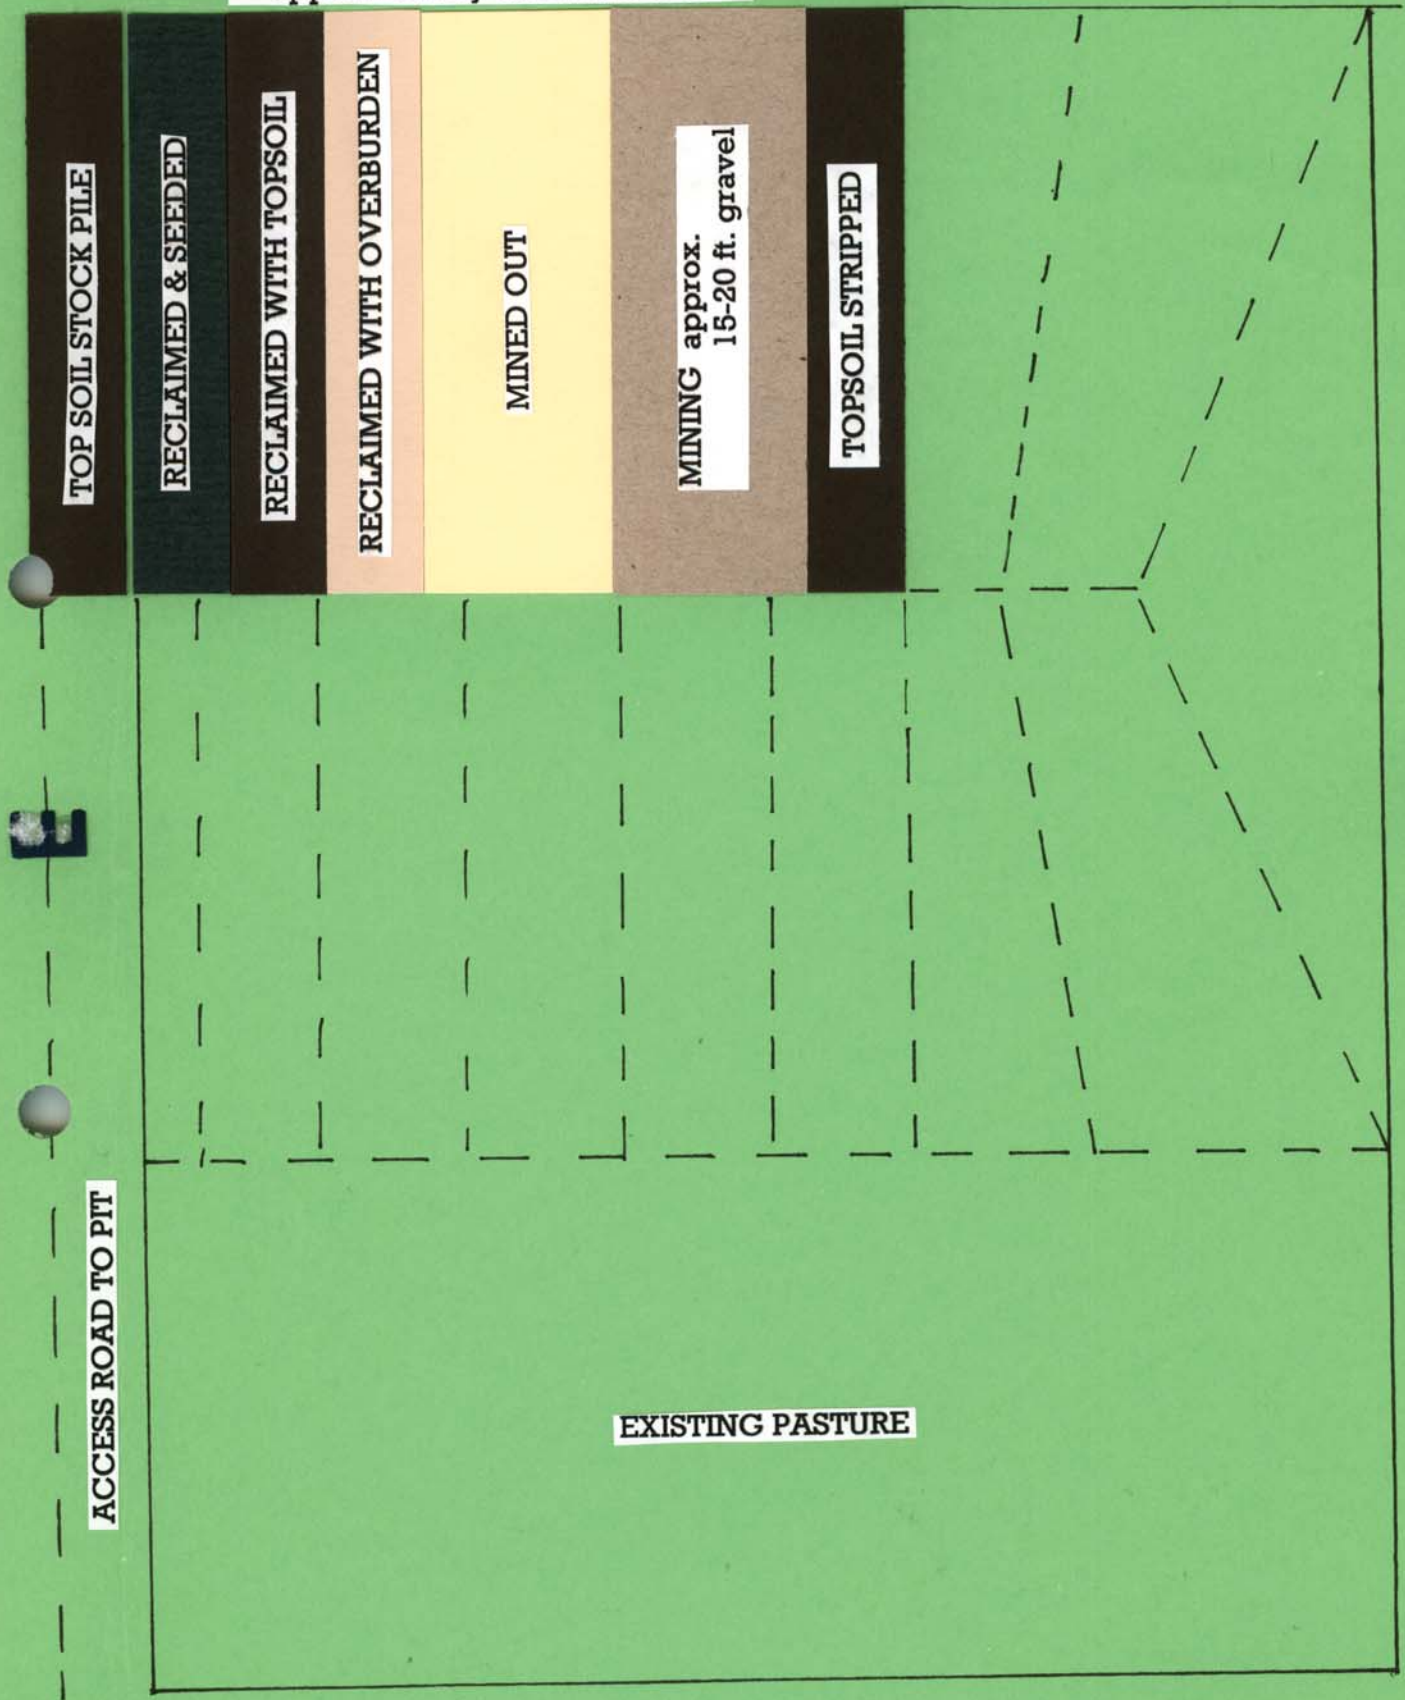 TOP SOIL STOCK PILE
RECLAIMED & SEEDED
RECLAIMED WITH TOPSOIL
RECLAIMED WITH OVERBURDEN
MINED OUT
MINING approx.
15-20 ft. gravel
TOPSOIL STRIPPED
E
ACCESS ROAD TO PIT
EXISTING PASTURE